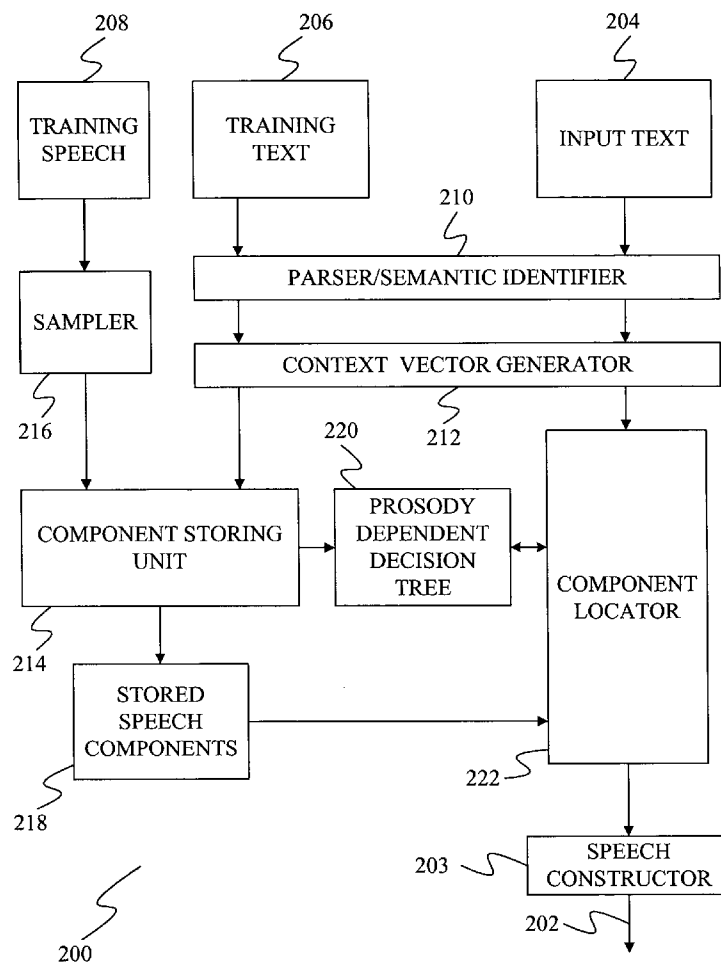 208
206
204
TRAINING
SPEECH
TRAINING
TEXT
INPUT TEXT
210
PARSER/SEMANTIC IDENTIFIER
SAMPLER
CONTEXT VECTOR GENERATOR
216
212
220
COMPONENT STORING
UNIT
PROSODY
DEPENDENT
DECISION
TREE
COMPONENT
LOCATOR
214
STORED
SPEECH
COMPONENTS
222
218
203
SPEECH
CONSTRUCTOR
202
200